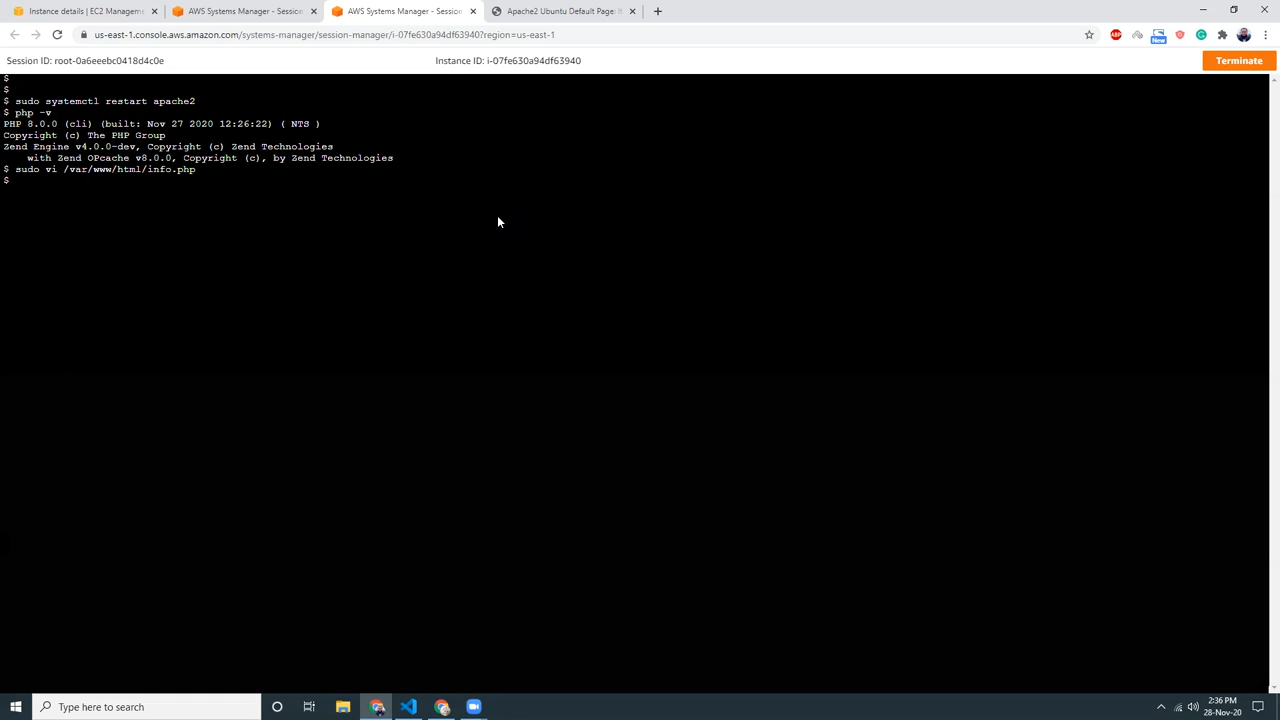 Instance details | EC2 Managem
AWS Systems Manager - Session
AWS Systems Manager - Session
Apache2 Ubuntu Default Page: It
us-east-1.console.aws.amazon.com/systems-manager/session-manager/i-07fe630a94df63940?region=us-east-1
ABP
New
Session ID: root-0a6eeebc0418d4c0e
Instance ID: i-07fe630a94df63940
Terminate
$
$
$ sudo systemctl restart apache2
$ php -v
PHP 8.0.0 (cli) (built: Nov 27 2020 12:26:22) ( NTS )
Copyright (c) The PHP Group
Zend Engine v4.0.0-dev, Copyright (c) Zend Technologies
    with Zend OPcache v8.0.0, Copyright (c), by Zend Technologies
$ sudo vi /var/www/html/info.php
$
Type here to search
2:36 PM
28-Nov-20